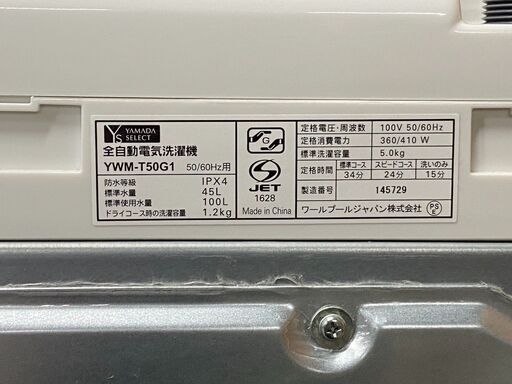 YS YAMADA SELECT
全自動電気洗濯機
YWM-T50G1 50/60Hz用
防水等級 IPX4
標準水量 45L
標準使用水量 100L
ドライコース時の洗濯容量 1.2kg
G
S
JET
1628
Made in China
定格電圧・周波数 100V 50/60Hz
定格消費電力 360/410 W
標準洗濯容量 5.0kg
定格時間 標準コース 34分 スピードコース 24分 洗いのみ 15分
製造番号 145729
ワールプールジャパン株式会社 PSE